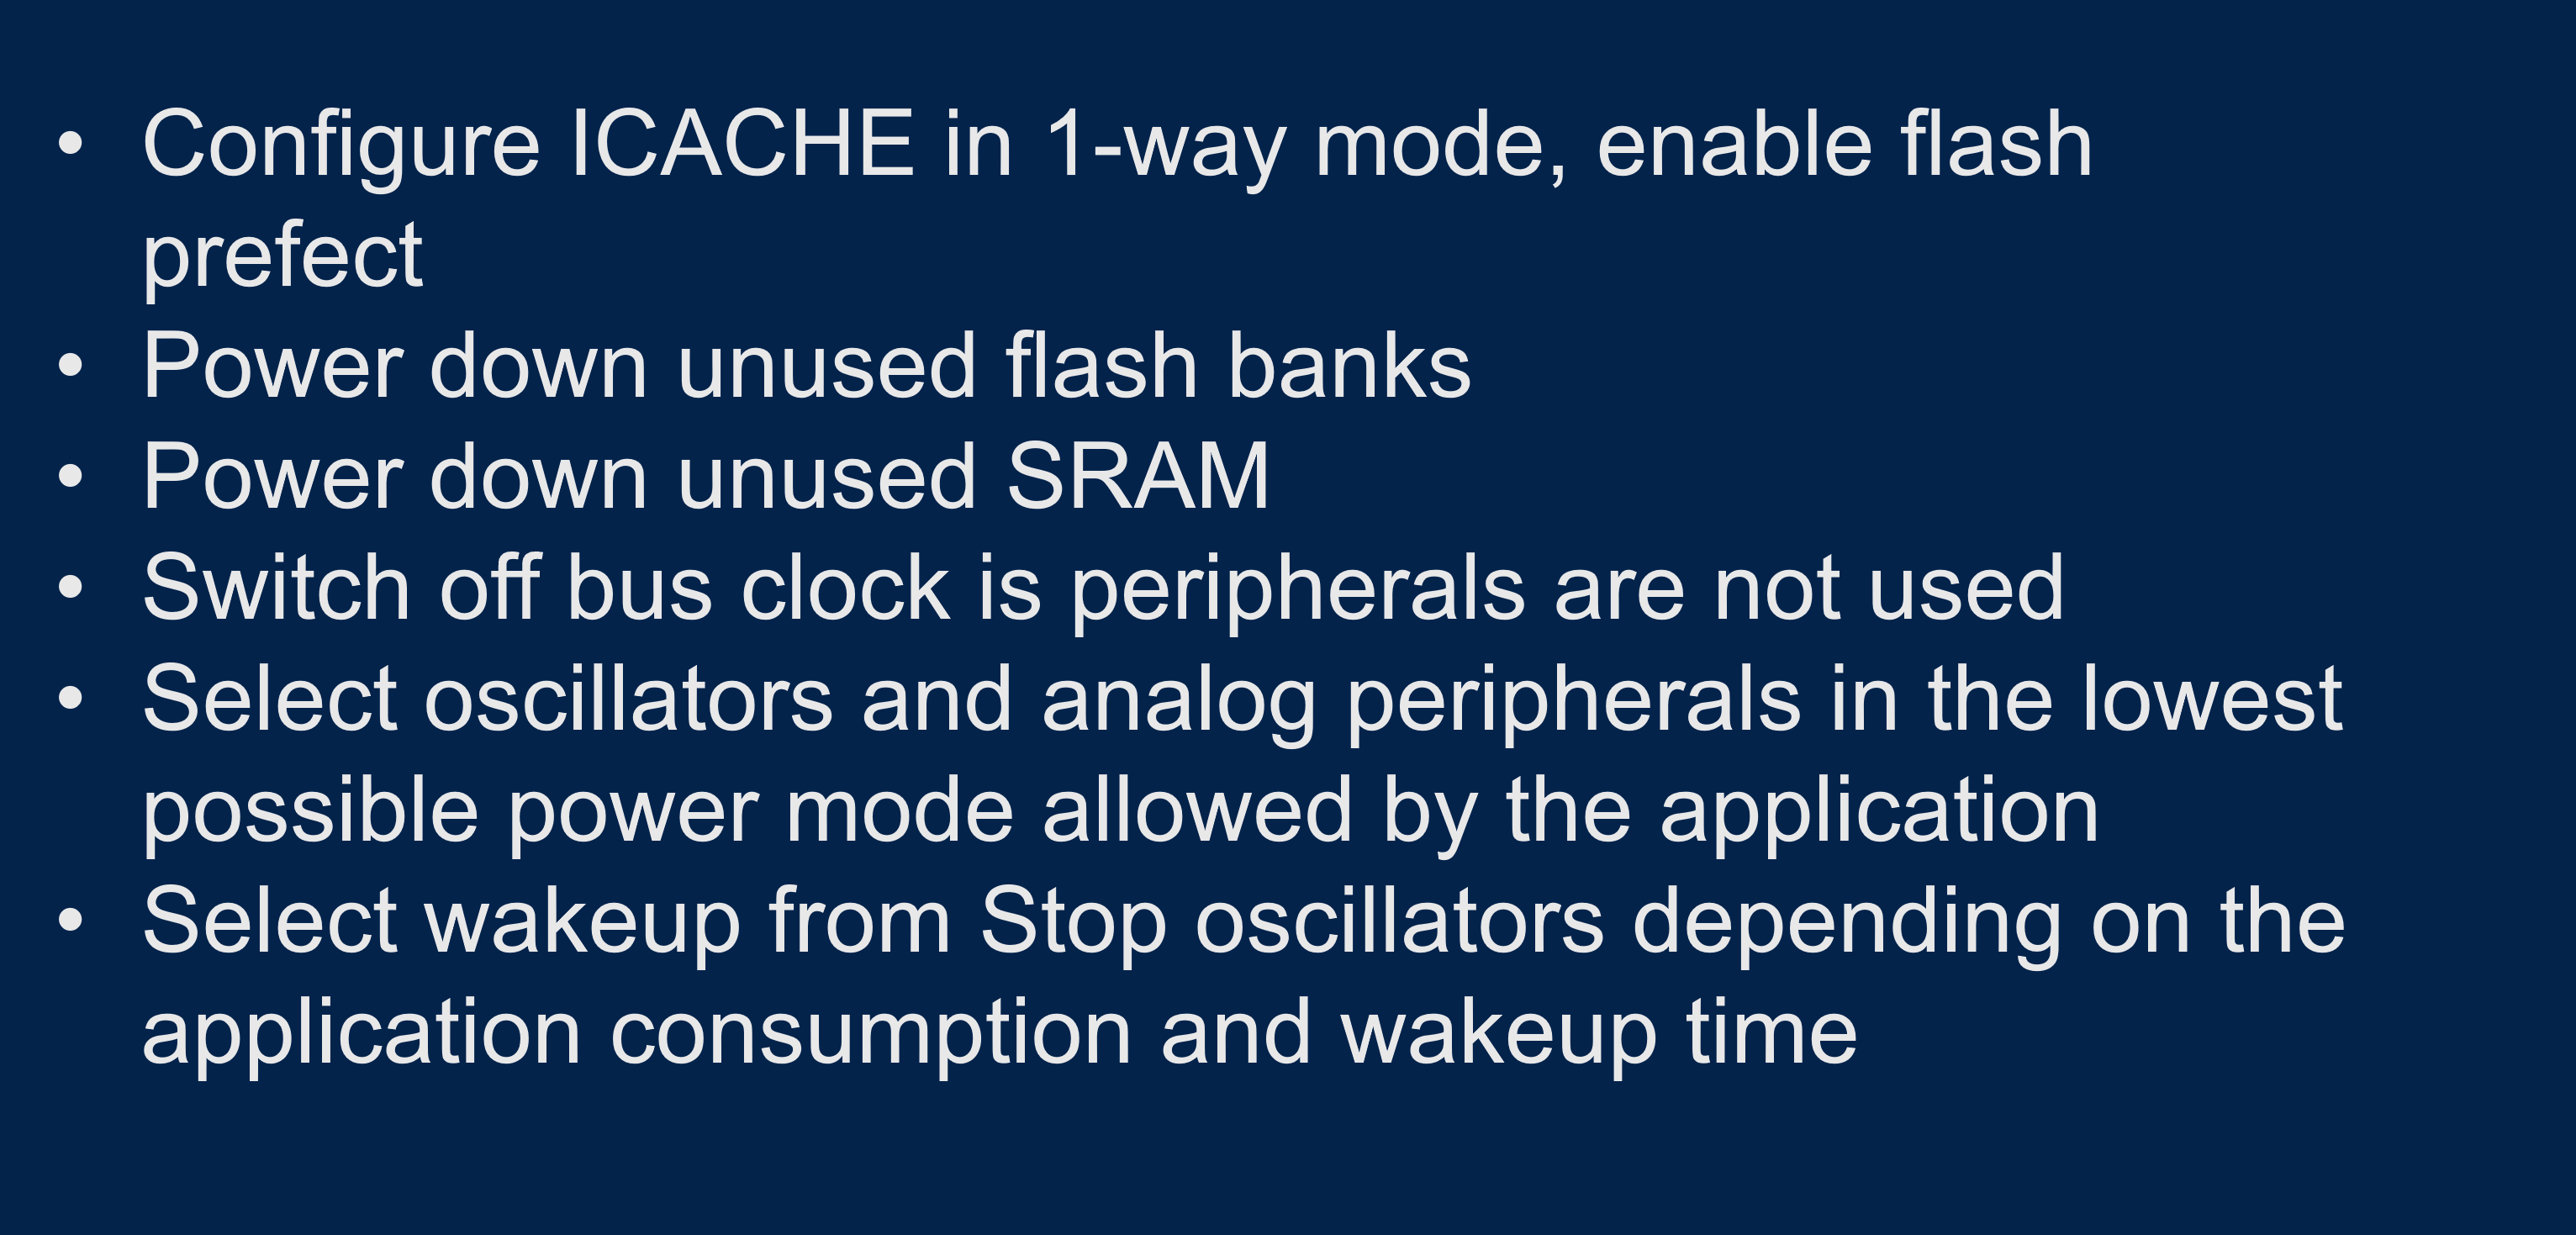 • Configure ICACHE in 1-way mode, enable flash
prefect
• Power down unused flash banks
• Power down unused SRAM
• Switch off bus clock is peripherals are not used
• Select oscillators and analog peripherals in the lowest
possible power mode allowed by the application
• Select wakeup from Stop oscillators depending on the
application consumption and wakeup time